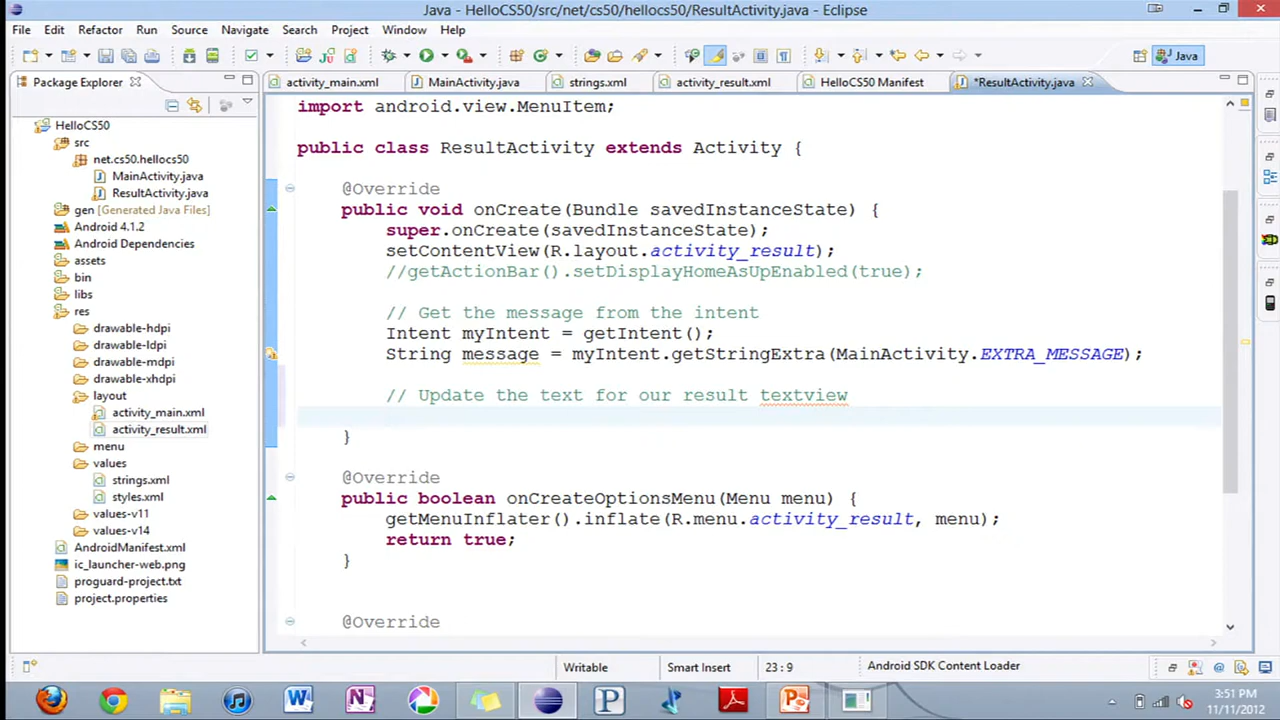 Java - HelloCS50/src/net/cs50/hellocs50/ResultActivity.java - Eclipse
File Edit Refactor Run Source Navigate Search Project Window Help
Java
Package Explorer
activity_main.xml MainActivity.java strings.xml activity_result.xml HelloCS50 Manifest *ResultActivity.java
HelloCS50
src
net.cs50.hellocs50
MainActivity.java
ResultActivity.java
gen [Generated Java Files]
Android 4.1.2
Android Dependencies
assets
bin
libs
res
drawable-hdpi
drawable-ldpi
drawable-mdpi
drawable-xhdpi
layout
activity_main.xml
activity_result.xml
menu
values
strings.xml
styles.xml
values-v11
values-v14
AndroidManifest.xml
ic_launcher-web.png
proguard-project.txt
project.properties
import android.view.MenuItem;
public class ResultActivity extends Activity {
@Override
public void onCreate(Bundle savedInstanceState) {
super.onCreate(savedInstanceState);
setContentView(R.layout.activity_result);
//getActionBar().setDisplayHomeAsUpEnabled(true);
// Get the message from the intent
Intent myIntent = getIntent();
String message = myIntent.getStringExtra(MainActivity.EXTRA_MESSAGE);
// Update the text for our result textview
}
@Override
public boolean onCreateOptionsMenu(Menu menu) {
getMenuInflater().inflate(R.menu.activity_result, menu);
return true;
}
@Override
Writable Smart Insert 23 : 9 Android SDK Content Loader
3:51 PM
11/11/2012